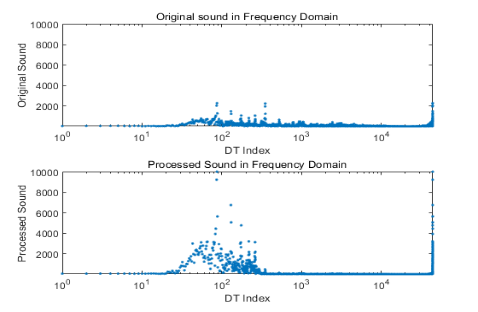 Original sound in Frequency Domain
10000
8000
6000
4000
2000
Original Sound
10^0 10^1 10^2 10^3 10^4
DT Index
Processed Sound in Frequency Domain
10000
8000
6000
4000
2000
Processed Sound
10^0 10^1 10^2 10^3 10^4
DT Index